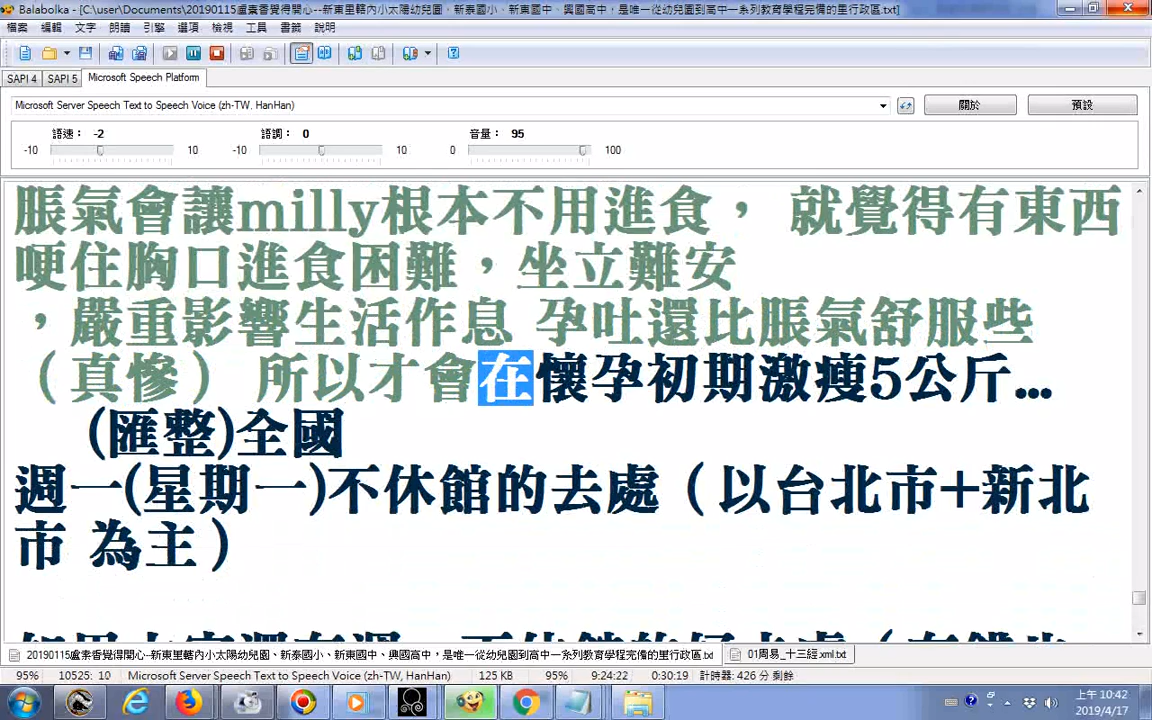 Balabolka - [C:\user\Documents\20190115盧素香覺得開心--新東里轄內小太陽幼兒園、新泰國小、新東國中、興國高中，是唯一從幼兒園到高中一系列教育學程完備的里行政區.txt]
檔案 編輯 文字 朗讀 引擎 選項 檢視 工具 書籤 說明
SAPI 4 SAPI 5 Microsoft Speech Platform
Microsoft Server Speech Text to Speech Voice (zh-TW, HanHan) 關於 預設
語速： -2 語調： 0 音量： 95
-10 10 -10 10 0 100
脹氣會讓milly根本不用進食， 就覺得有東西
哽住胸口進食困難，坐立難安
，嚴重影響生活作息 孕吐還比脹氣舒服些
（真慘） 所以才會在懷孕初期激瘦5公斤...
(匯整)全國
週一(星期一)不休館的去處（以台北市+新北
市 為主）
20190115盧素香覺得開心--新東里轄內小太陽幼兒園、新泰國小、新東國中、興國高中，是唯一從幼兒園到高中一系列教育學程完備的里行政區.txt 01周易_十三經.xml.txt
95% 10525: 10 Microsoft Server Speech Text to Speech Voice (zh-TW, HanHan) 125 KB 95% 9:24:22 0:30:19 計時器: 426 分 剩餘
上午 10:42
2019/4/17